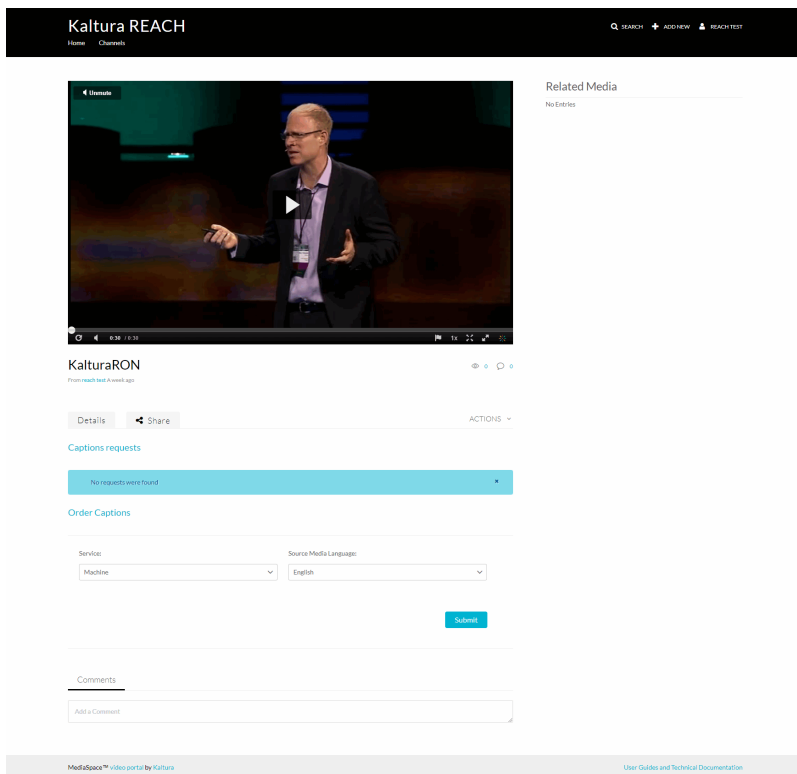 Kaltura REACH
Home Channels
SEARCH ADD NEW REACH TEST
Unmute
0:30 / 0:30
1x
KalturaRON
0 0
From reach test A week ago
Details Share
ACTIONS
Captions requests
No requests were found
×
Order Captions
Service: Source Media Language:
Machine English
Submit
Comments
Add a Comment
Related Media
No Entries
MediaSpace™ video portal by Kaltura
User Guides and Technical Documentation